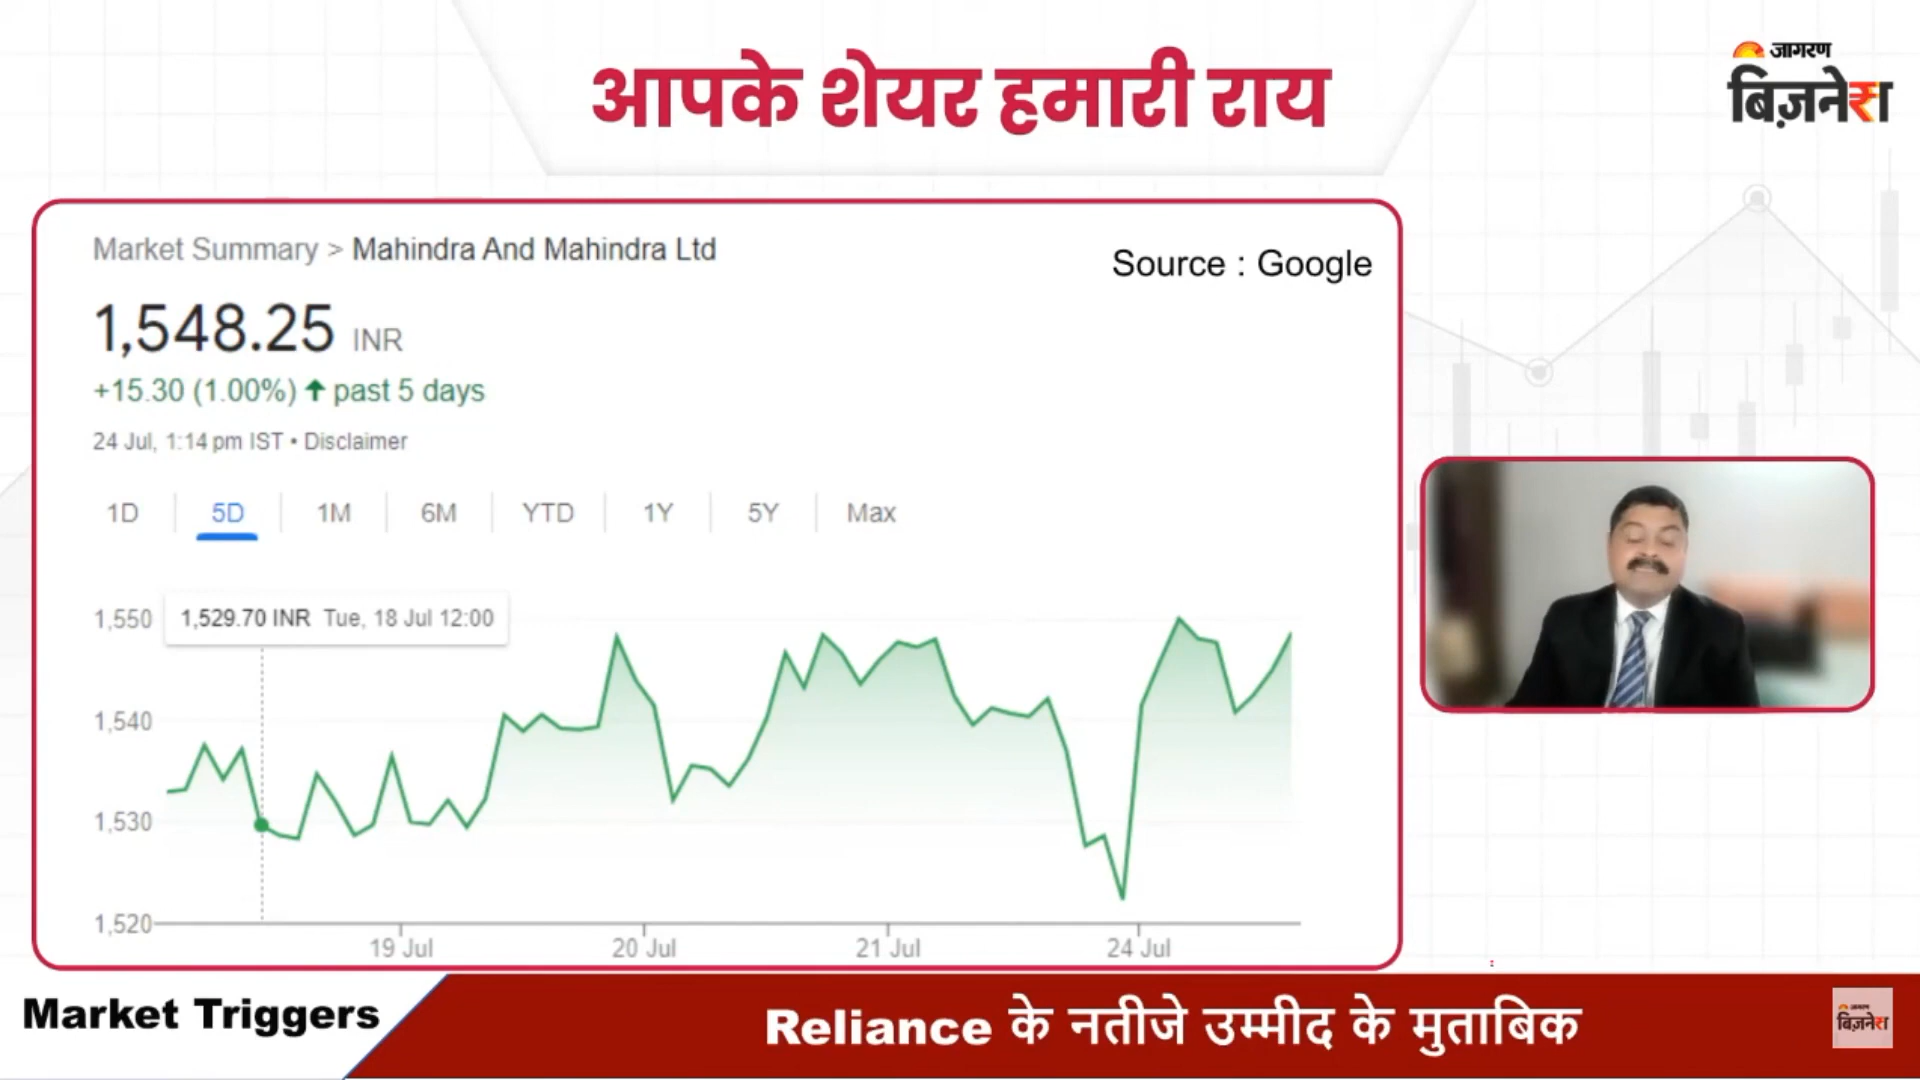 आपके शेयर हमारी राय
जागरण
बिज़नेस
Market Summary > Mahindra And Mahindra Ltd
Source : Google
1,548.25 INR
+15.30 (1.00%) ↑ past 5 days
24 Jul, 1:14 pm IST • Disclaimer
1D 5D 1M 6M YTD 1Y 5Y Max
1,550
1,529.70 INR Tue, 18 Jul 12:00
1,540
1,530
1,520
19 Jul 20 Jul 21 Jul 24 Jul
Market Triggers
Reliance के नतीजे उम्मीद के मुताबिक
जागरण
बिज़नेस